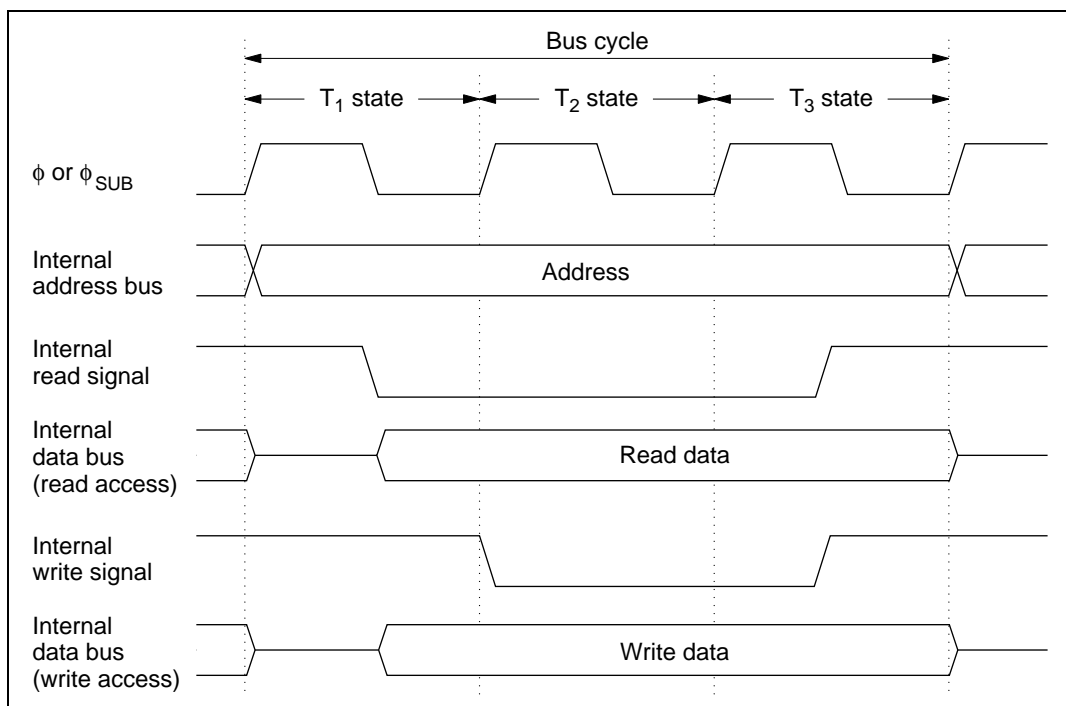 Bus cycle
T1 state
T2 state
T3 state
ϕ or ϕSUB
Internal
address bus
Address
Internal
read signal
Internal
data bus
(read access)
Read data
Internal
write signal
Internal
data bus
(write access)
Write data